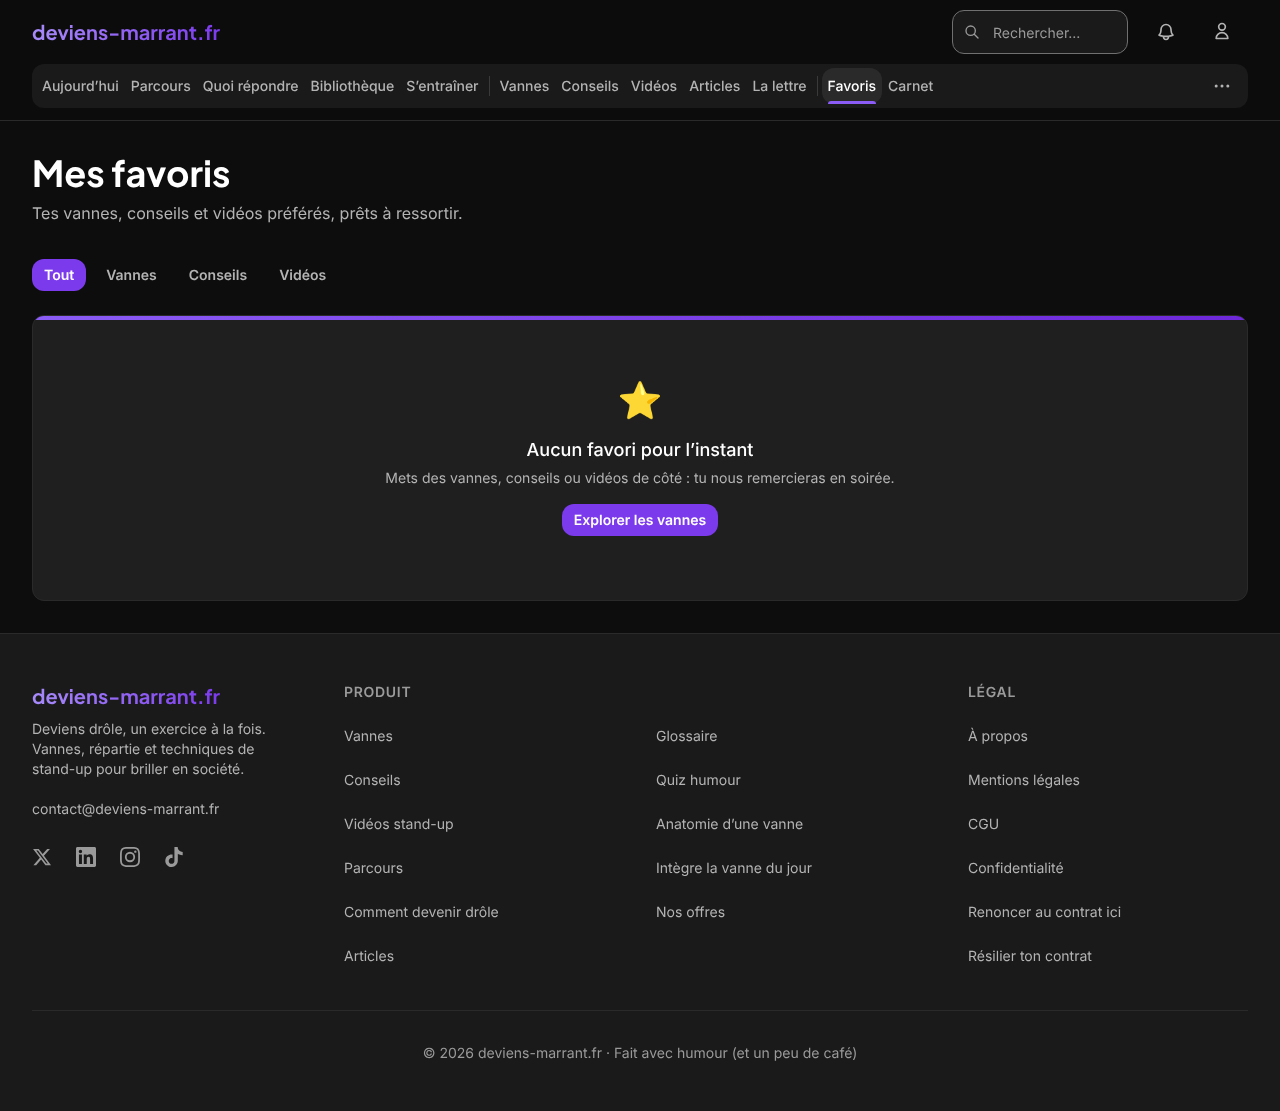 deviens-marrant.fr
Rechercher...
Aujourd’hui Parcours Quoi répondre Bibliothèque S’entraîner Vannes Conseils Vidéos Articles La lettre Favoris Carnet
Mes favoris
Tes vannes, conseils et vidéos préférés, prêts à ressortir.
Tout Vannes Conseils Vidéos
Aucun favori pour l’instant
Mets des vannes, conseils ou vidéos de côté : tu nous remercieras en soirée.
Explorer les vannes
deviens-marrant.fr
Deviens drôle, un exercice à la fois.
Vannes, répartie et techniques de
stand-up pour briller en société.
contact@deviens-marrant.fr
PRODUIT
Vannes
Conseils
Vidéos stand-up
Parcours
Comment devenir drôle
Articles
Glossaire
Quiz humour
Anatomie d’une vanne
Intègre la vanne du jour
Nos offres
LÉGAL
À propos
Mentions légales
CGU
Confidentialité
Renoncer au contrat ici
Résilier ton contrat
© 2026 deviens-marrant.fr · Fait avec humour (et un peu de café)